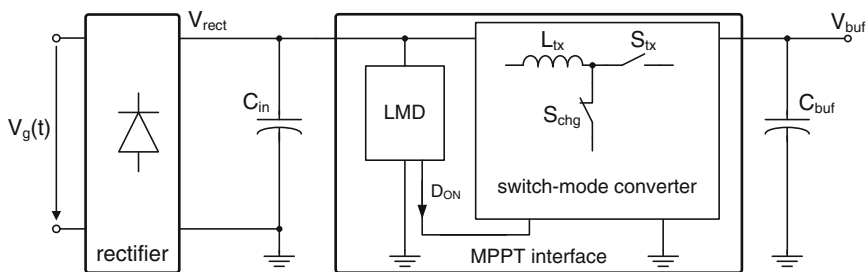 V_rect
V_buf
L_tx
S_tx
C_in
LMD
C_buf
V_g(t)
S_chg
D_ON
switch-mode converter
rectifier
MPPT interface